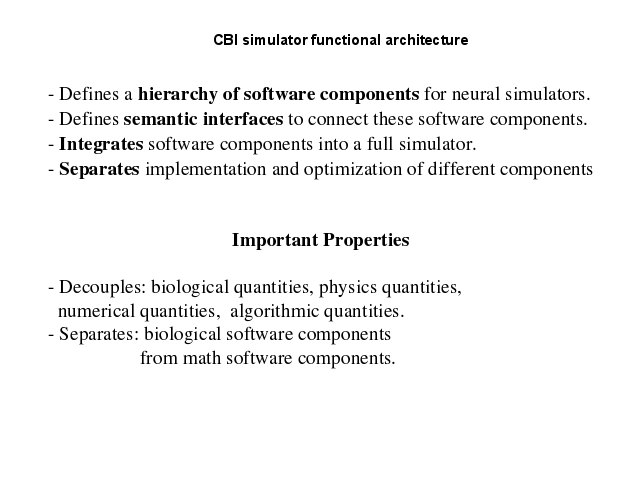 CBI simulator functional architecture
- Defines a hierarchy of software components for neural simulators.
- Defines semantic interfaces to connect these software components.
- Integrates software components into a full simulator.
- Separates implementation and optimization of different components
Important Properties
- Decouples: biological quantities, physics quantities,
numerical quantities, algorithmic quantities.
- Separates: biological software components
from math software components.